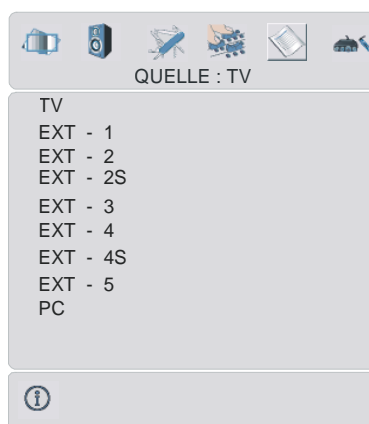 QUELLE : TV
TV
EXT - 1
EXT - 2
EXT - 2S
EXT - 3
EXT - 4
EXT - 4S
EXT - 5
PC